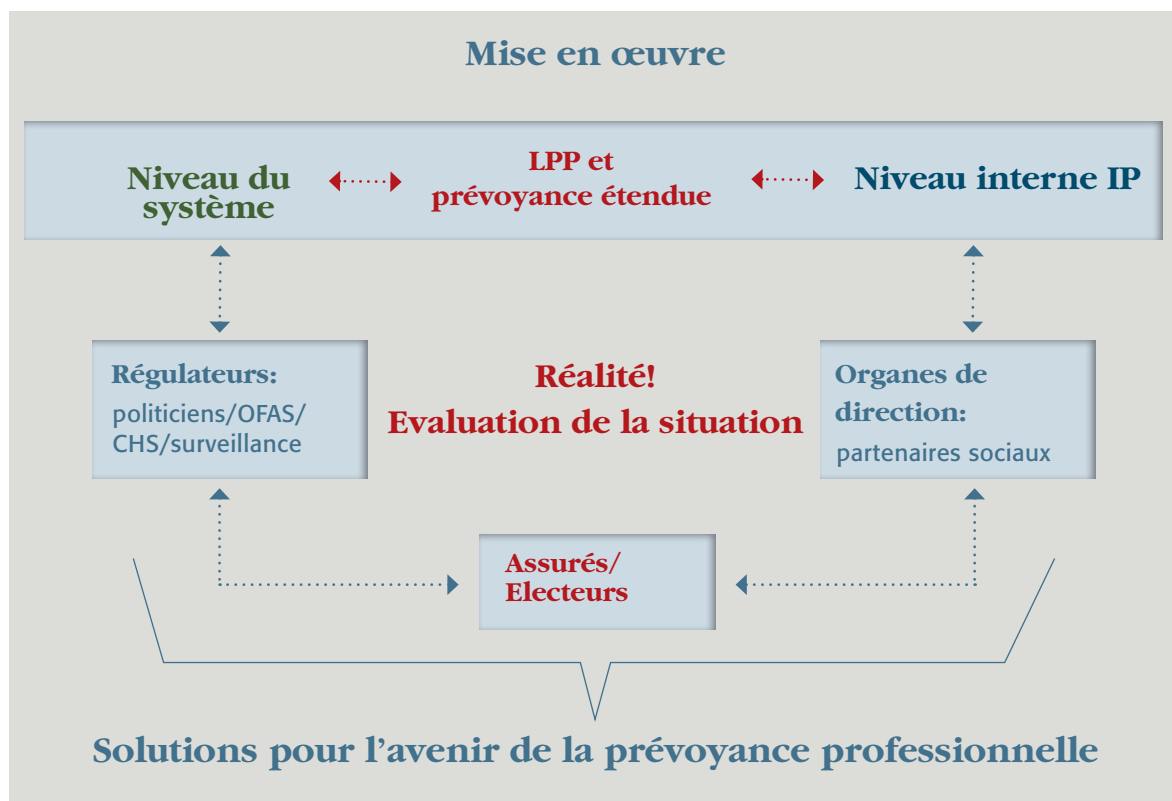 Mise en œuvre
Niveau du
système
LPP et
prévoyance étendue
Niveau interne IP
Régulateurs:
politiciens/OFAS/
CHS/surveillance
Réalité!
Evaluation de la situation
Organes de
direction:
partenaires sociaux
Assurés/
Electeurs
Solutions pour l’avenir de la prévoyance professionnelle